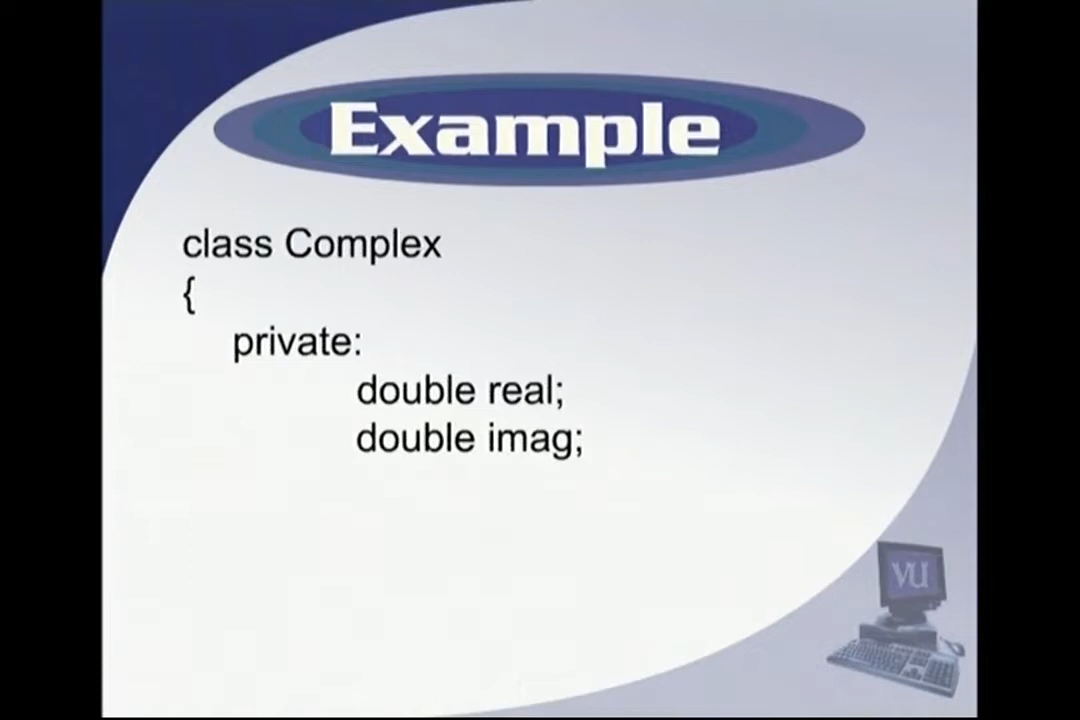 Example
class Complex
{
private:
double real;
double imag;
VU